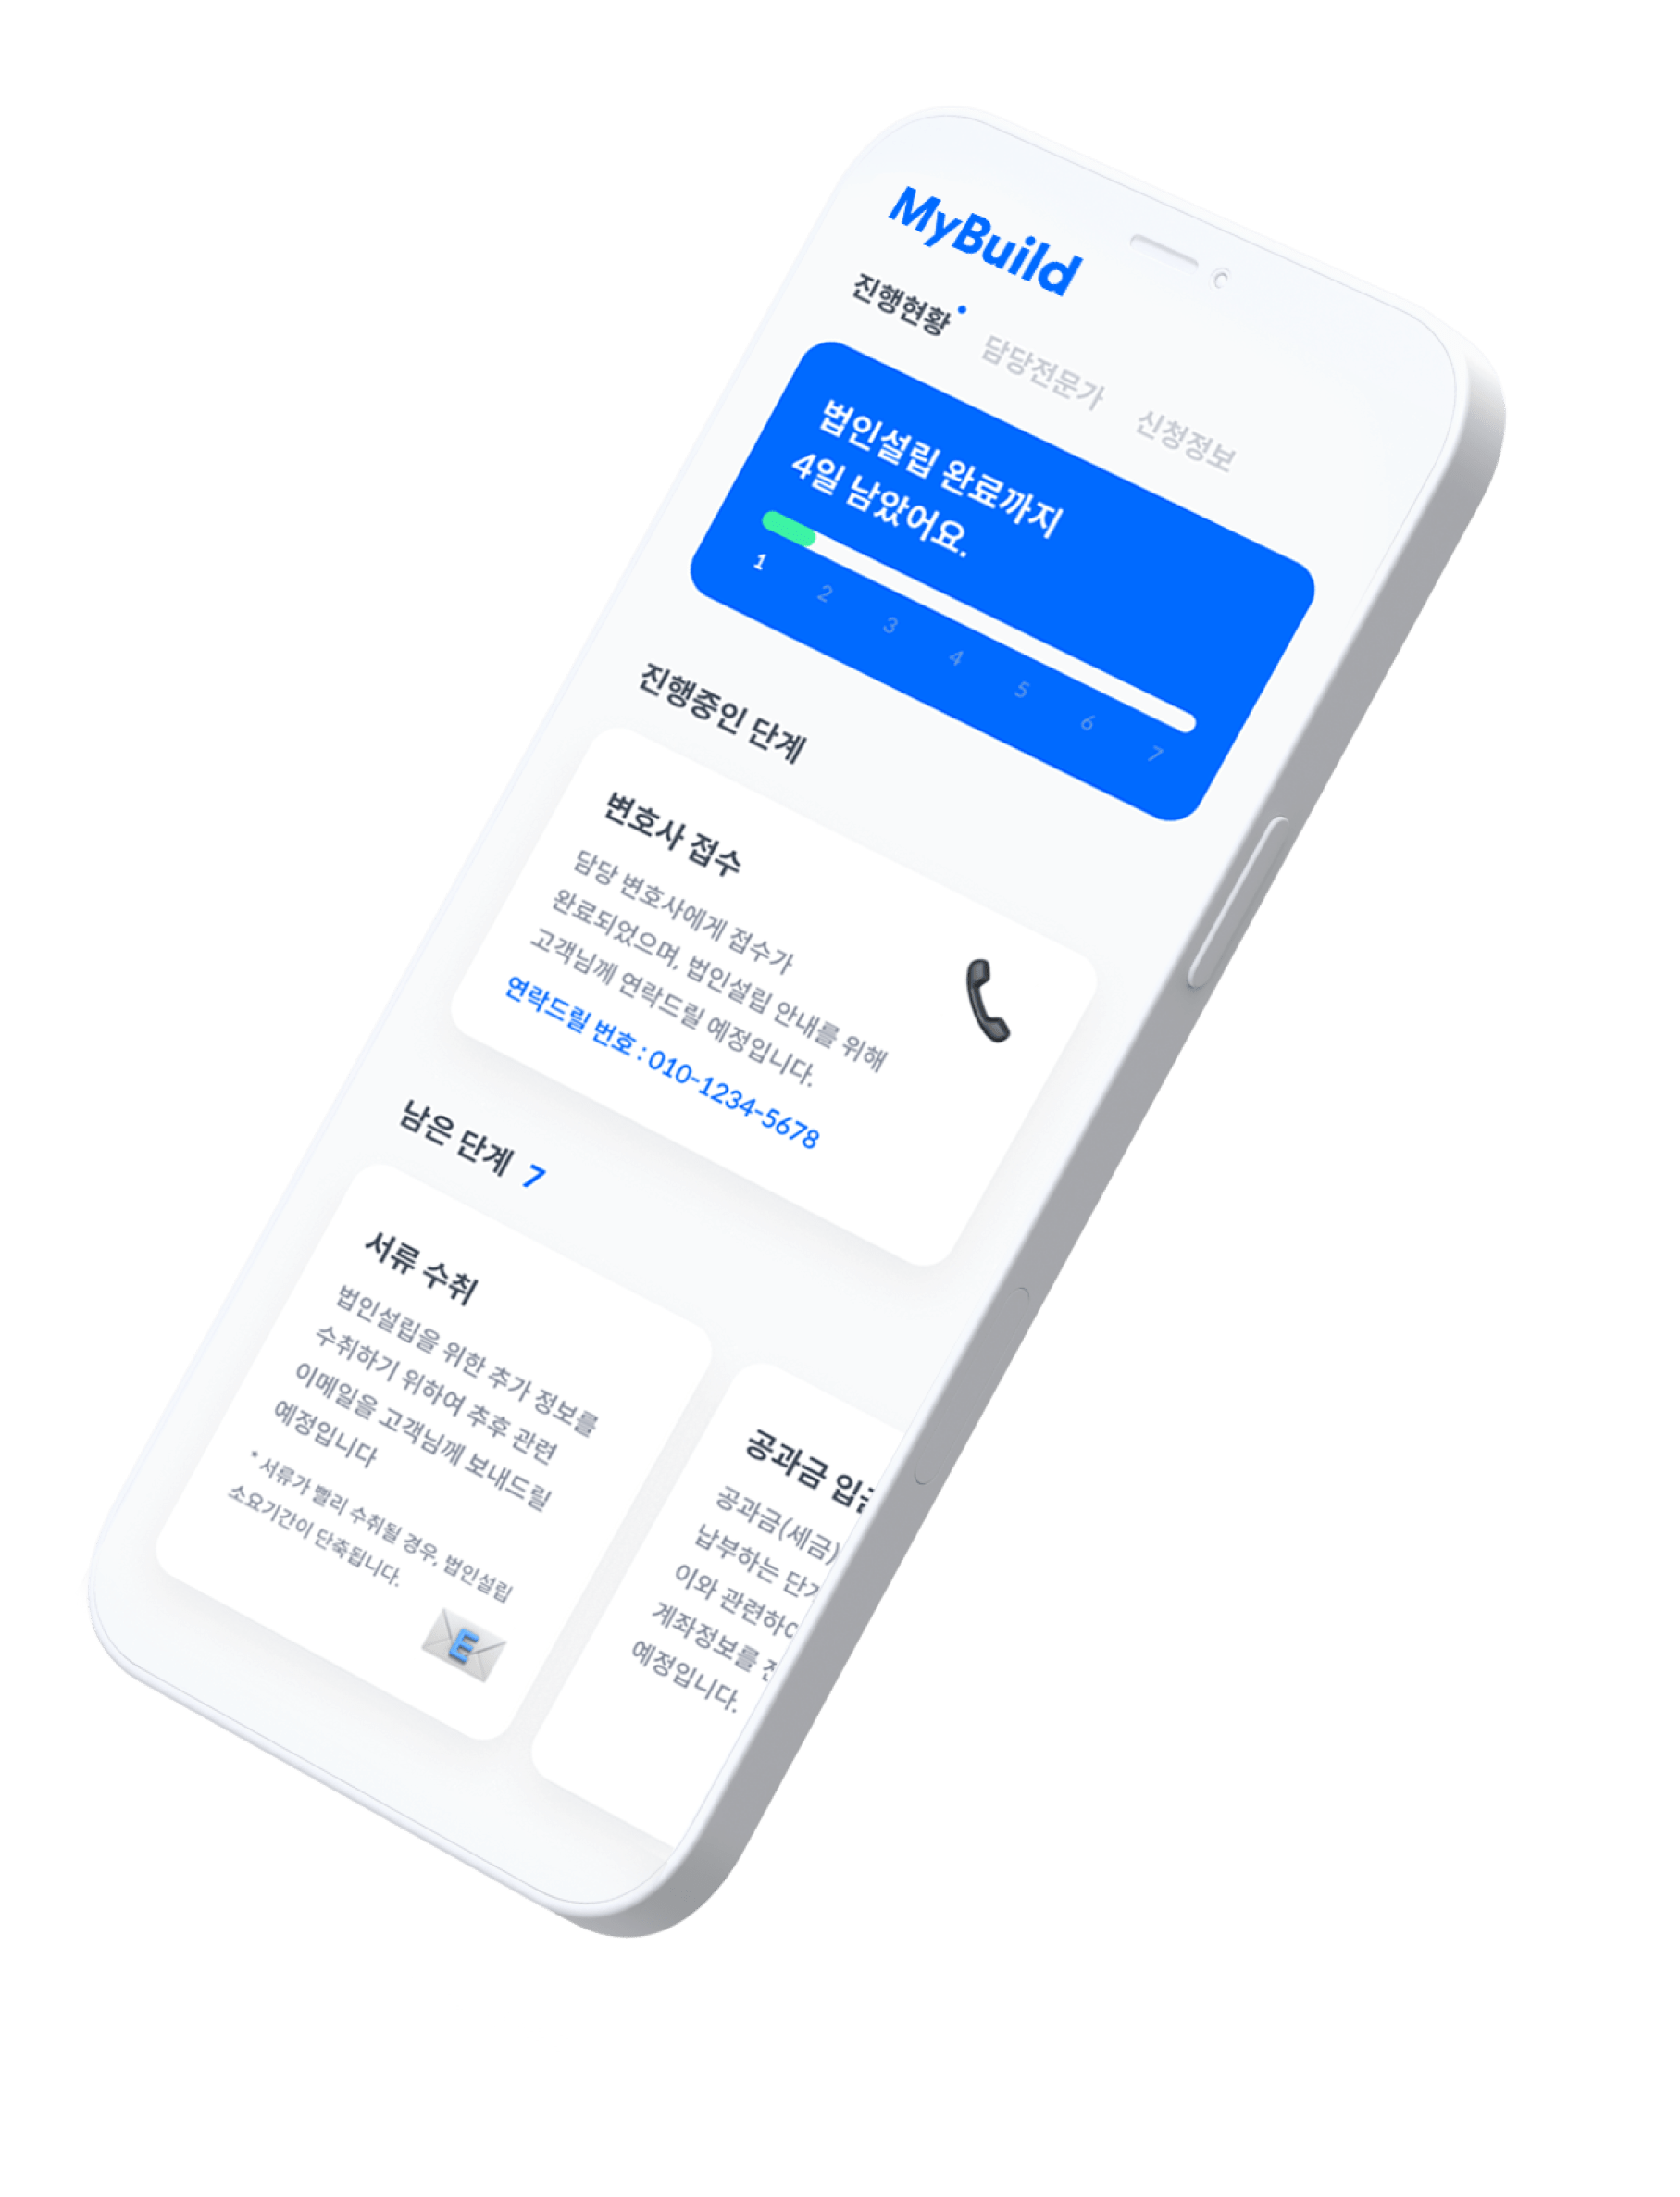 MyBuild
진행현황 담당전문가 신청정보
법인설립 완료까지
4일 남았어요.
1 2 3 4 5 6 7
진행중인 단계
변호사 접수
담당 변호사에게 접수가
완료되었으며, 법인설립 안내를 위해
고객님께 연락드릴 예정입니다.
연락드릴 번호 : 010-1234-5678
남은 단계 7
서류 수취
법인설립을 위한 추가 정보를
수취하기 위하여 추후 관련
이메일을 고객님께 보내드릴
예정입니다
* 서류가 빨리 수취될 경우, 법인설립
소요기간이 단축됩니다.
E
공과금
공과금(세금)
납부하는
이와
계좌정보를
예정입니다.